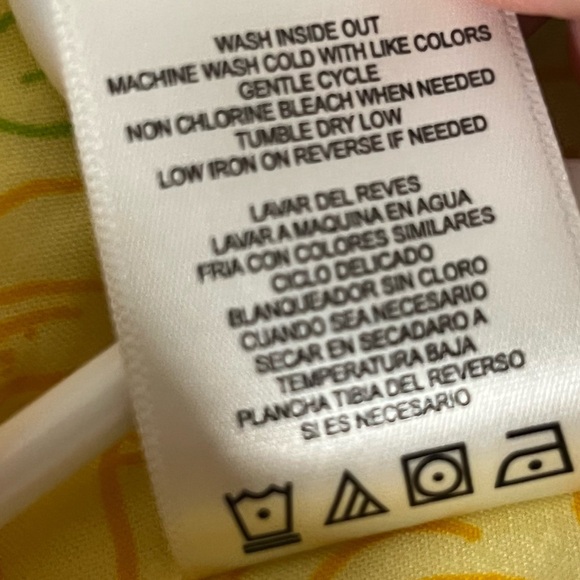 WASH INSIDE OUT
MACHINE WASH COLD WITH LIKE COLORS
GENTLE CYCLE
NON CHLORINE BLEACH WHEN NEEDED
TUMBLE DRY LOW
LOW IRON ON REVERSE IF NEEDED
LAVAR DEL REVES
LAVAR A MAQUINA EN AGUA
FRIA CON COLORES SIMILARES
CICLO DELICADO
BLANQUEADOR SIN CLORO
CUANDO SEA NECESARIO
SECAR EN SECADARO A
TEMPERATURA BAJA
PLANCHA TIBIA DEL REVERSO
SI ES NECESARIO